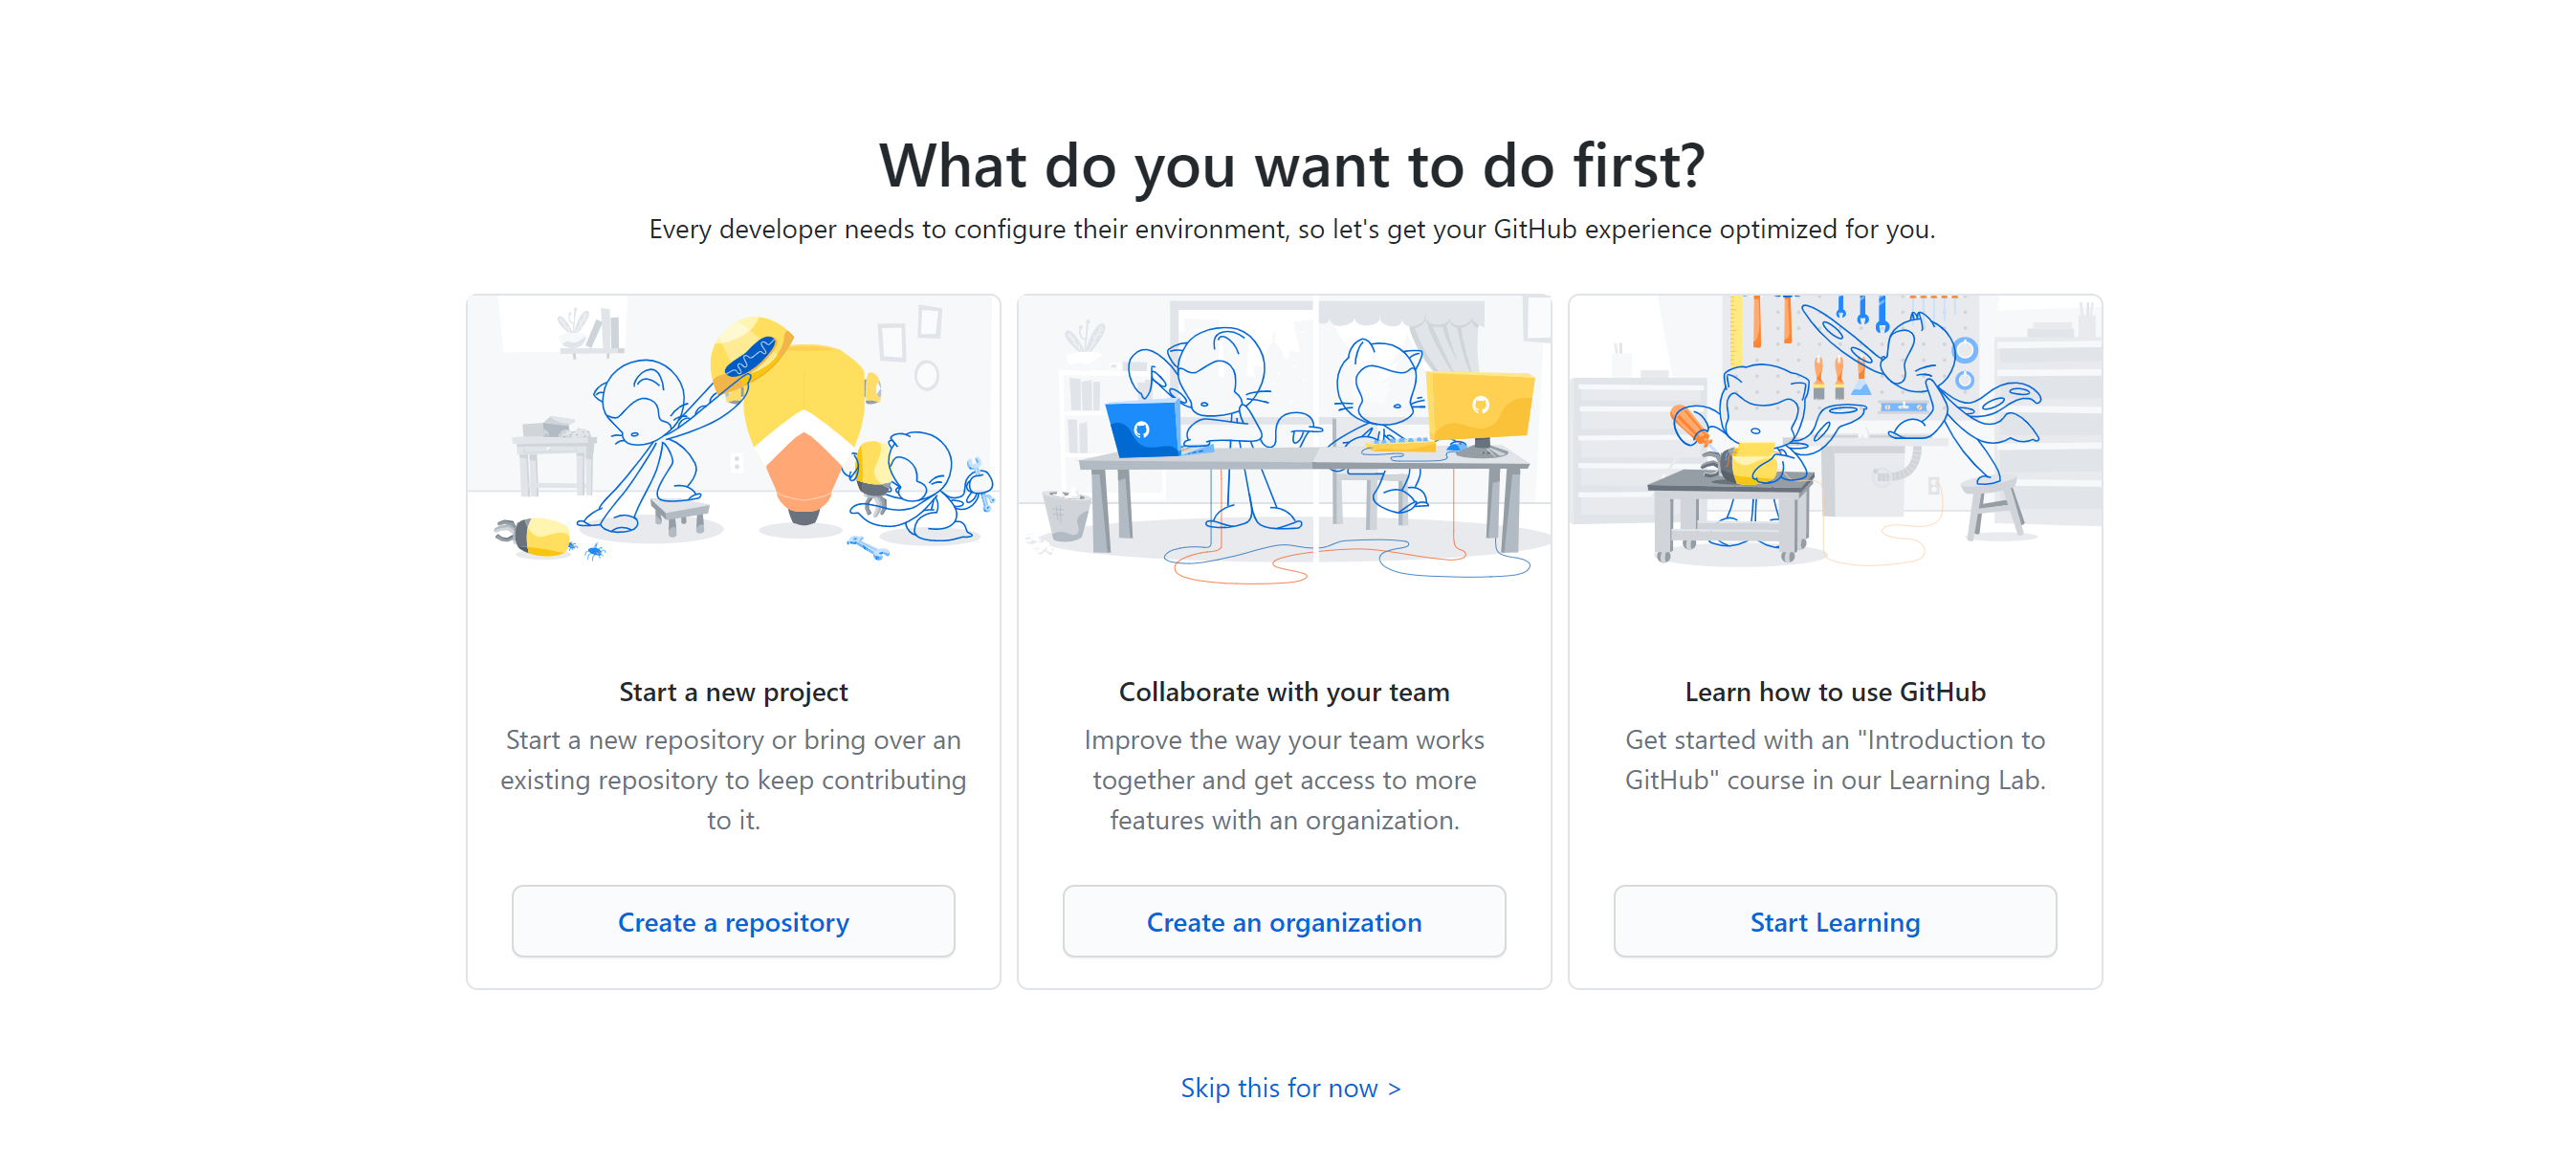 What do you want to do first?
Every developer needs to configure their environment, so let's get your GitHub experience optimized for you.
Start a new project
Start a new repository or bring over an
existing repository to keep contributing
to it.
Create a repository
Collaborate with your team
Improve the way your team works
together and get access to more
features with an organization.
Create an organization
Learn how to use GitHub
Get started with an "Introduction to
GitHub" course in our Learning Lab.
Start Learning
Skip this for now >